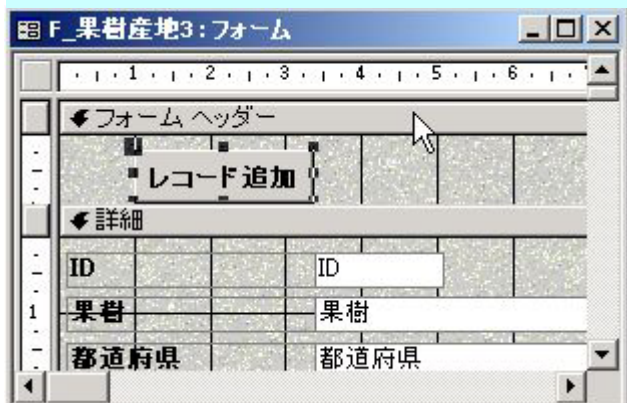 F_果樹産地3:フォーム
1 2 3 4 5 6 7
フォーム ヘッダー
レコード追加
詳細
ID ID
1 果樹 果樹
都道府県 都道府県